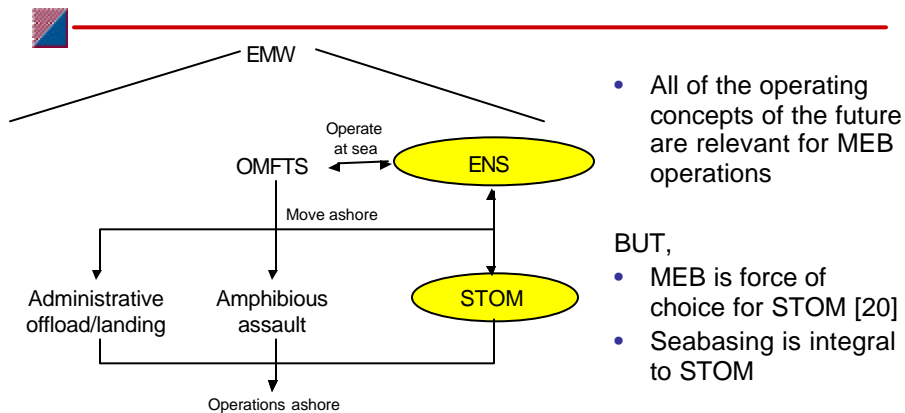 EMW
Operate
at sea
OMFTS
ENS
Move ashore
Administrative
offload/landing
Amphibious
assault
STOM
Operations ashore
• All of the operating
concepts of the future
are relevant for MEB
operations
BUT,
• MEB is force of
choice for STOM [20]
• Seabasing is integral
to STOM